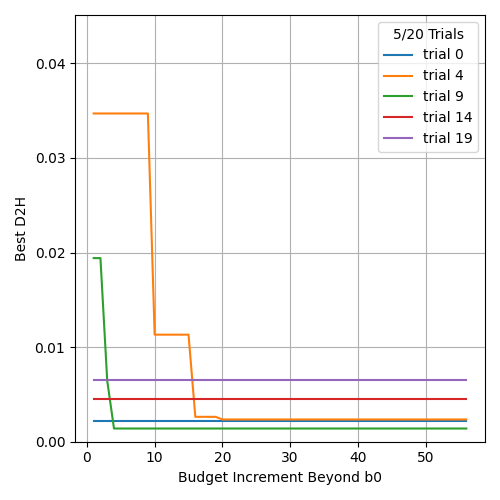 5/20 Trials
trial 0
trial 4
trial 9
trial 14
trial 19
0.04
0.03
0.02
0.01
0.00
Best D2H
0 10 20 30 40 50
Budget Increment Beyond b0